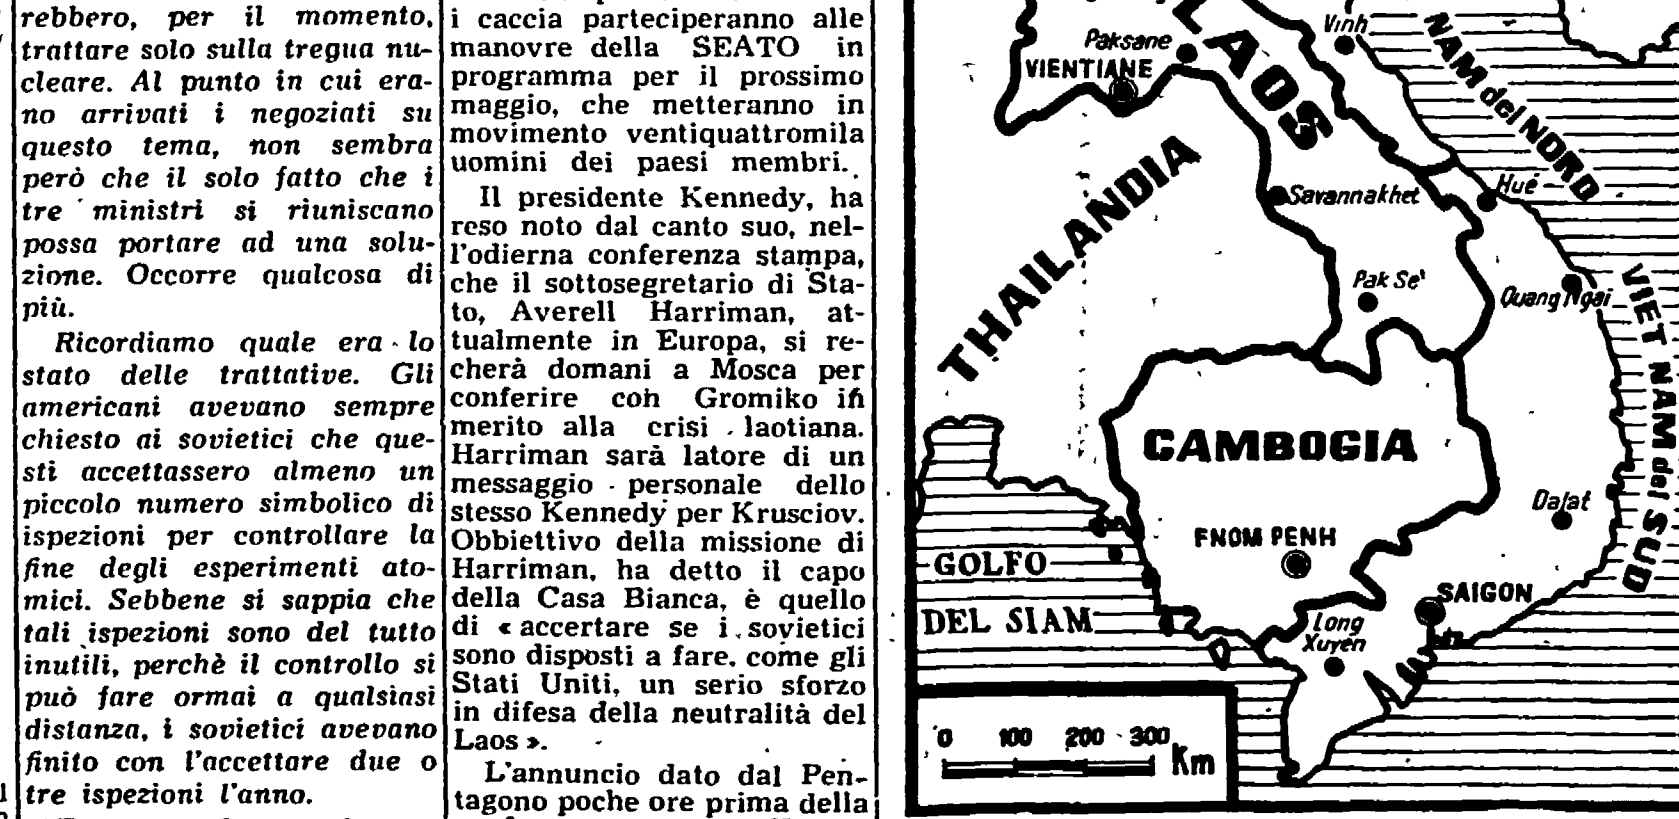 rebbero, per il momento,
trattare solo sulla tregua nu-
cleare. Al punto in cui era-
no arrivati i negoziati su
questo tema, non sembra
però che il solo fatto che i
tre ministri si riuniscano
possa portare ad una solu-
zione. Occorre qualcosa di
più.
Ricordiamo quale era lo
stato delle trattative. Gli
americani avevano sempre
chiesto ai sovietici che que-
sti accettassero almeno un
piccolo numero simbolico di
ispezioni per controllare la
fine degli esperimenti ato-
mici. Sebbene si sappia che
tali ispezioni sono del tutto
inutili, perchè il controllo si
può fare ormai a qualsiasi
distanza, i sovietici avevano
finito con l'accettare due o
tre ispezioni l'anno.
i caccia parteciperanno alle
manovre della SEATO in
programma per il prossimo
maggio, che metteranno in
movimento ventiquattromila
uomini dei paesi membri.
Il presidente Kennedy, ha
reso noto dal canto suo, nel-
l'odierna conferenza stampa,
che il sottosegretario di Sta-
to, Averell Harriman, at-
tualmente in Europa, si re-
cherà domani a Mosca per
conferire coh Gromiko in
merito alla crisi laotiana.
Harriman sarà latore di un
messaggio personale dello
stesso Kennedy per Krusciov.
Obbiettivo della missione di
Harriman, ha detto il capo
della Casa Bianca, è quello
di « accertare se i sovietici
sono disposti a fare, come gli
Stati Uniti, un serio sforzo
in difesa della neutralità del
Laos ».
L'annuncio dato dal Pen-
tagono poche ore prima della
LAOS
Vinh
NAM del NORD
Paksane
VIENTIANE
THAILANDIA
Savannakhet
Hué
Pak Se'
Quang Ngai
VIET NAM del SUD
CAMBOGIA
Dalat
FNOM PENH
GOLFO
DEL SIAM
SAIGON
Long
Xuyen
0 100 200 300 Km